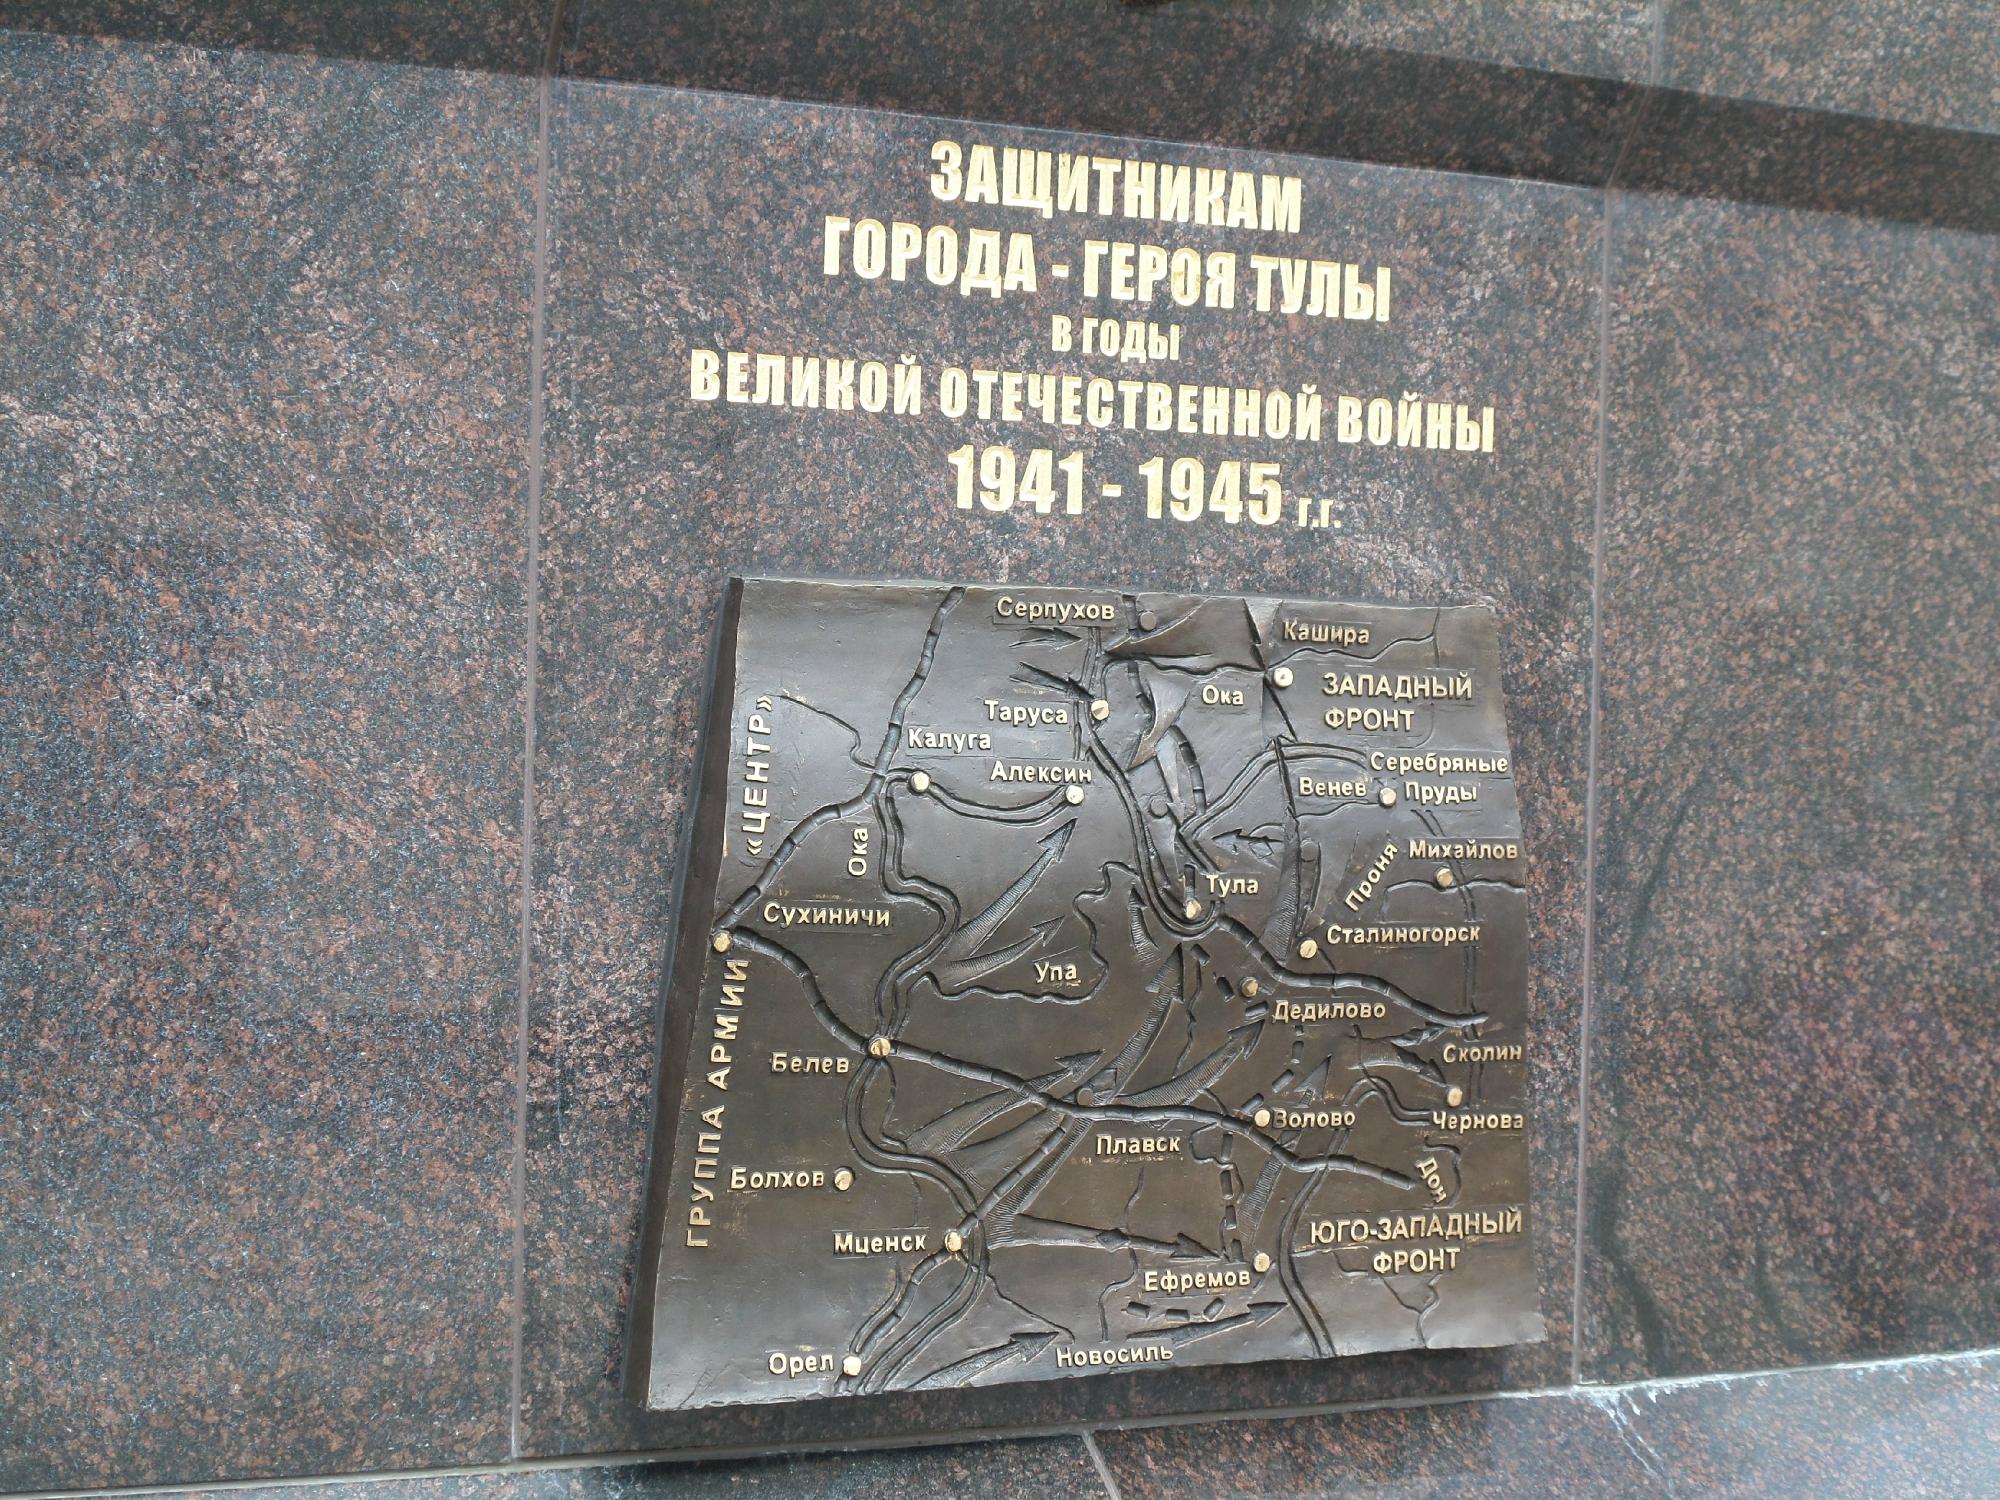 ЗАЩИТНИКАМ
ГОРОДА - ГЕРОЯ ТУЛЫ
В ГОДЫ
ВЕЛИКОЙ ОТЕЧЕСТВЕННОЙ ВОЙНЫ
1941 - 1945 г.г.
Серпухов
Кашира
Ока
ЗАПАДНЫЙ
ФРОНТ
Таруса
Калуга
Алексин
Серебряные
Пруды
Венев
Ока
Михайлов
Проня
Тула
Сухиничи
Сталиногорск
Упа
Дедилово
Сколин
Белев
Волово
Чернова
Плавск
Дон
Болхов
ЮГО-ЗАПАДНЫЙ
ФРОНТ
Мценск
Ефремов
Новосиль
Орел
ГРУППА АРМИИ «ЦЕНТР»